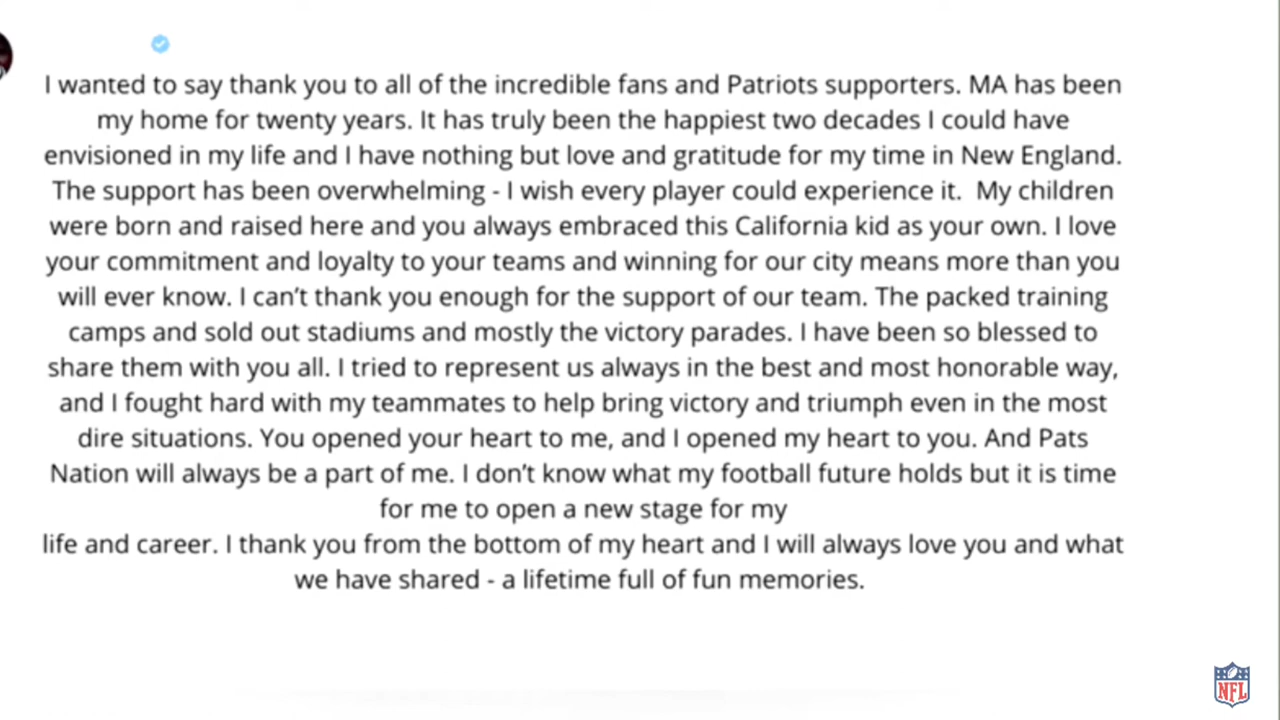 I wanted to say thank you to all of the incredible fans and Patriots supporters. MA has been
my home for twenty years. It has truly been the happiest two decades I could have
envisioned in my life and I have nothing but love and gratitude for my time in New England.
The support has been overwhelming - I wish every player could experience it.  My children
were born and raised here and you always embraced this California kid as your own. I love
your commitment and loyalty to your teams and winning for our city means more than you
will ever know. I can’t thank you enough for the support of our team. The packed training
camps and sold out stadiums and mostly the victory parades. I have been so blessed to
share them with you all. I tried to represent us always in the best and most honorable way,
and I fought hard with my teammates to help bring victory and triumph even in the most
dire situations. You opened your heart to me, and I opened my heart to you. And Pats
Nation will always be a part of me. I don’t know what my football future holds but it is time
for me to open a new stage for my
life and career. I thank you from the bottom of my heart and I will always love you and what
we have shared - a lifetime full of fun memories.
NFL